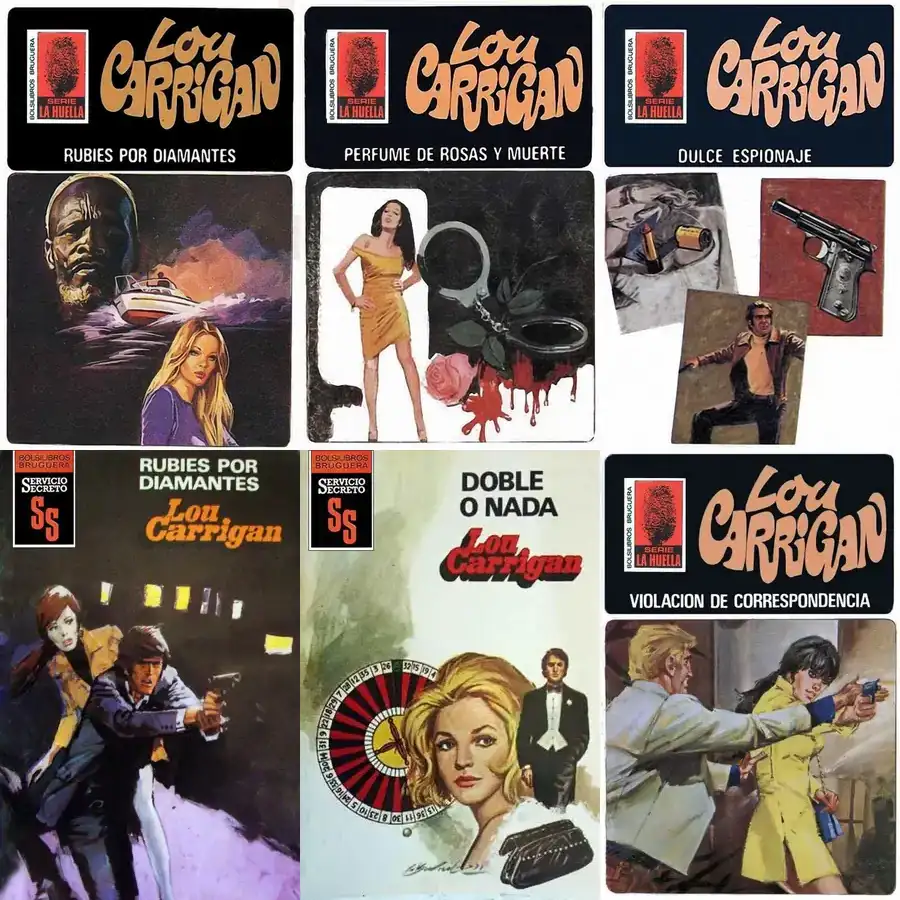 BOLSILIBROS BRUGUERA
SERIE
LA HUELLA
LOU
CARRIGAN
RUBIES POR DIAMANTES
BOLSILIBROS BRUGUERA
SERIE
LA HUELLA
LOU
CARRIGAN
PERFUME DE ROSAS Y MUERTE
BOLSILIBROS BRUGUERA
SERIE
LA HUELLA
LOU
CARRIGAN
DULCE ESPIONAJE
BOLSILIBROS
BRUGUERA
SERVICIO
SECRETO
SS
RUBIES POR
DIAMANTES
Lou
Carrigan
BOLSILIBROS
BRUGUERA
SERVICIO
SECRETO
SS
DOBLE
O NADA
Lou
Carrigan
BOLSILIBROS BRUGUERA
SERIE
LA HUELLA
LOU
CARRIGAN
VIOLACION DE CORRESPONDENCIA